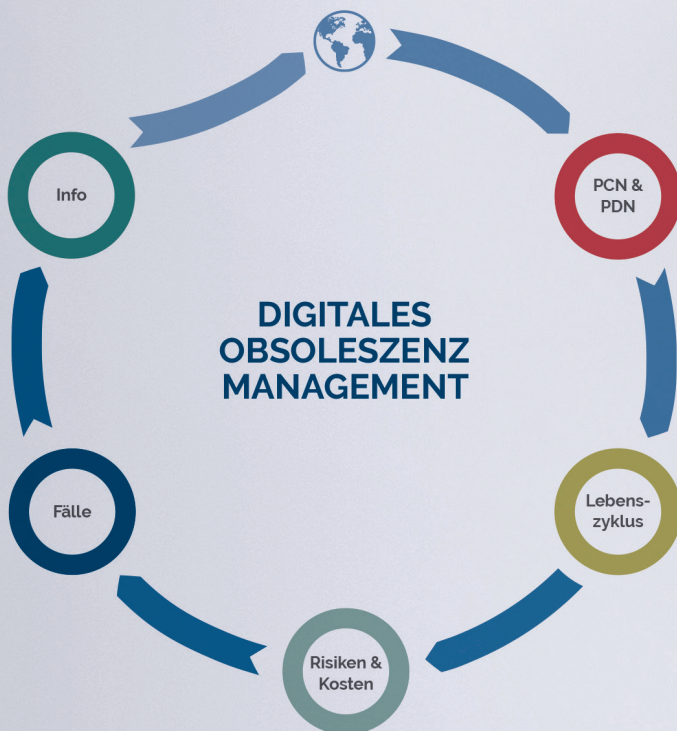 Info
PCN &
PDN
DIGITALES
OBSOLESZENZ
MANAGEMENT
Fälle
Lebens-
zyklus
Risiken &
Kosten